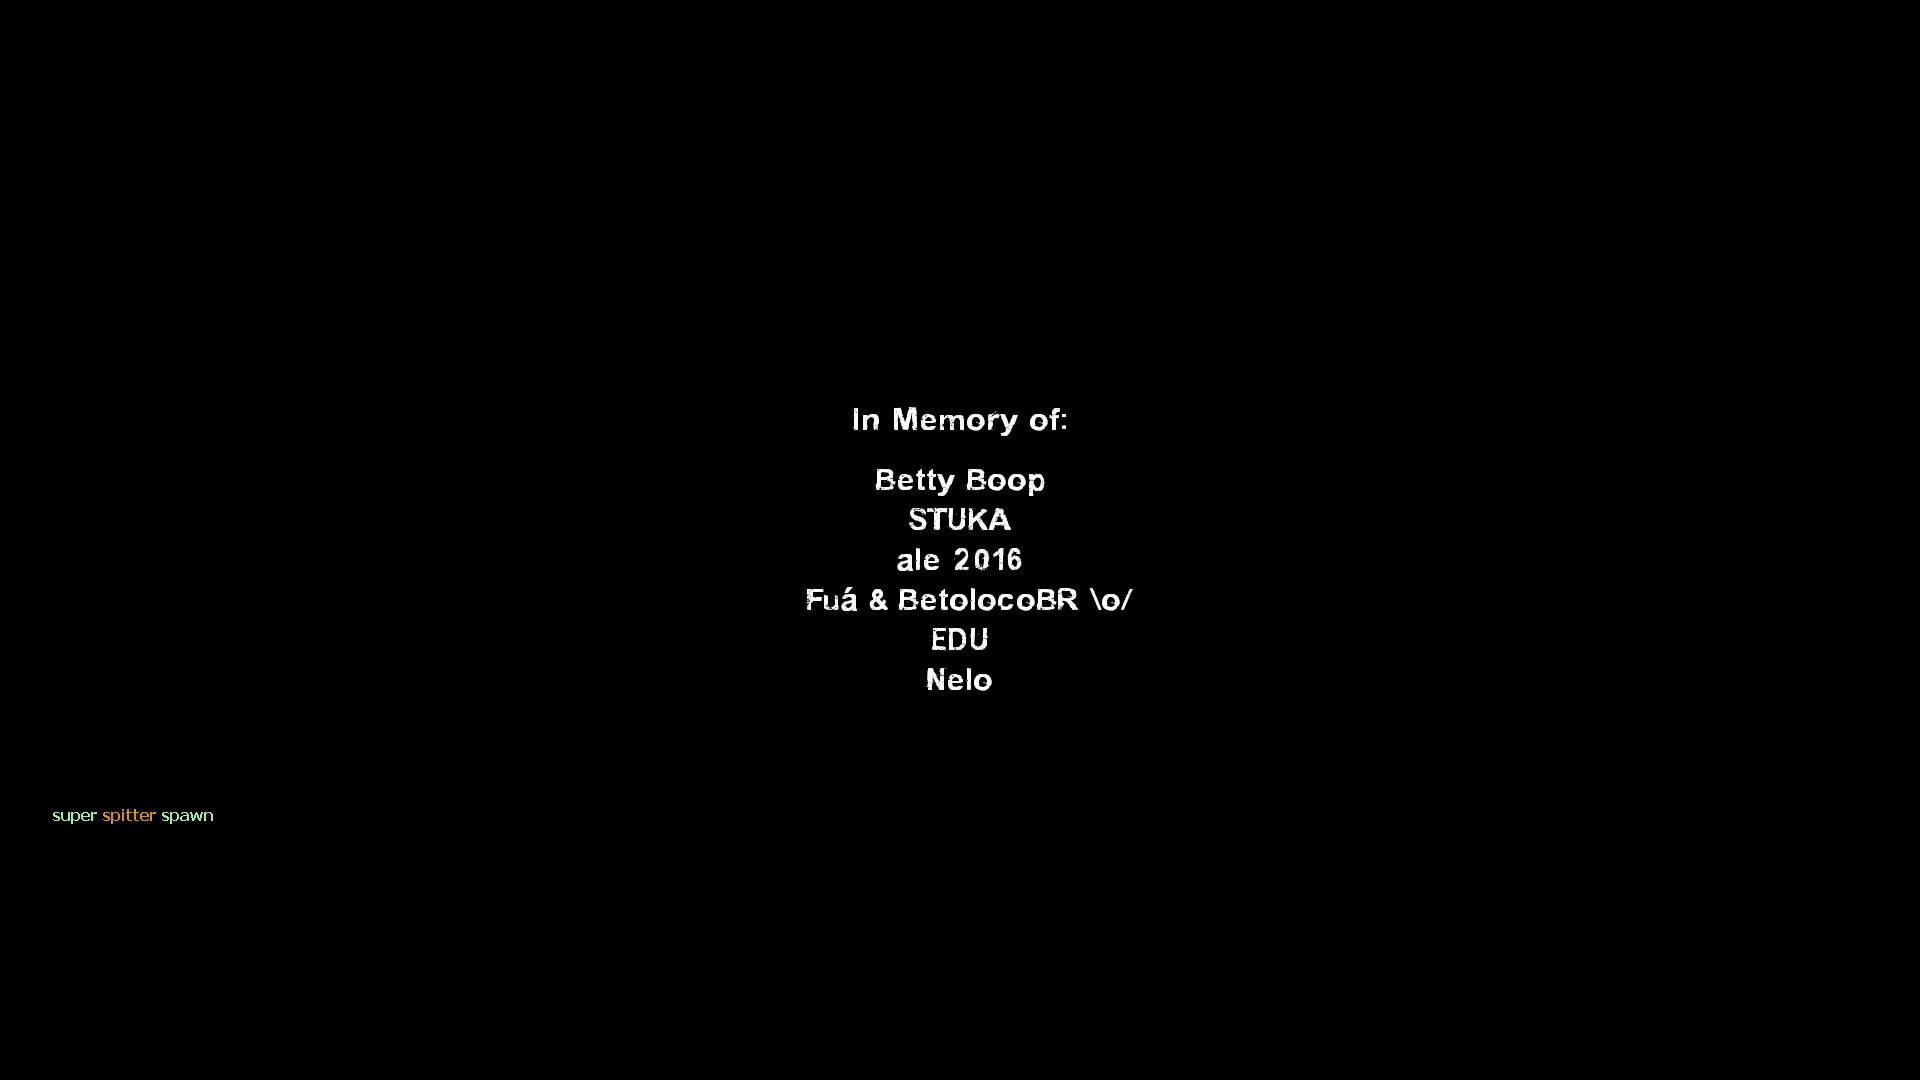 In Memory of:
Betty Boop
STUKA
ale 2016
Fuá & BetolocoBR \o/
EDU
Nelo
super spitter spawn